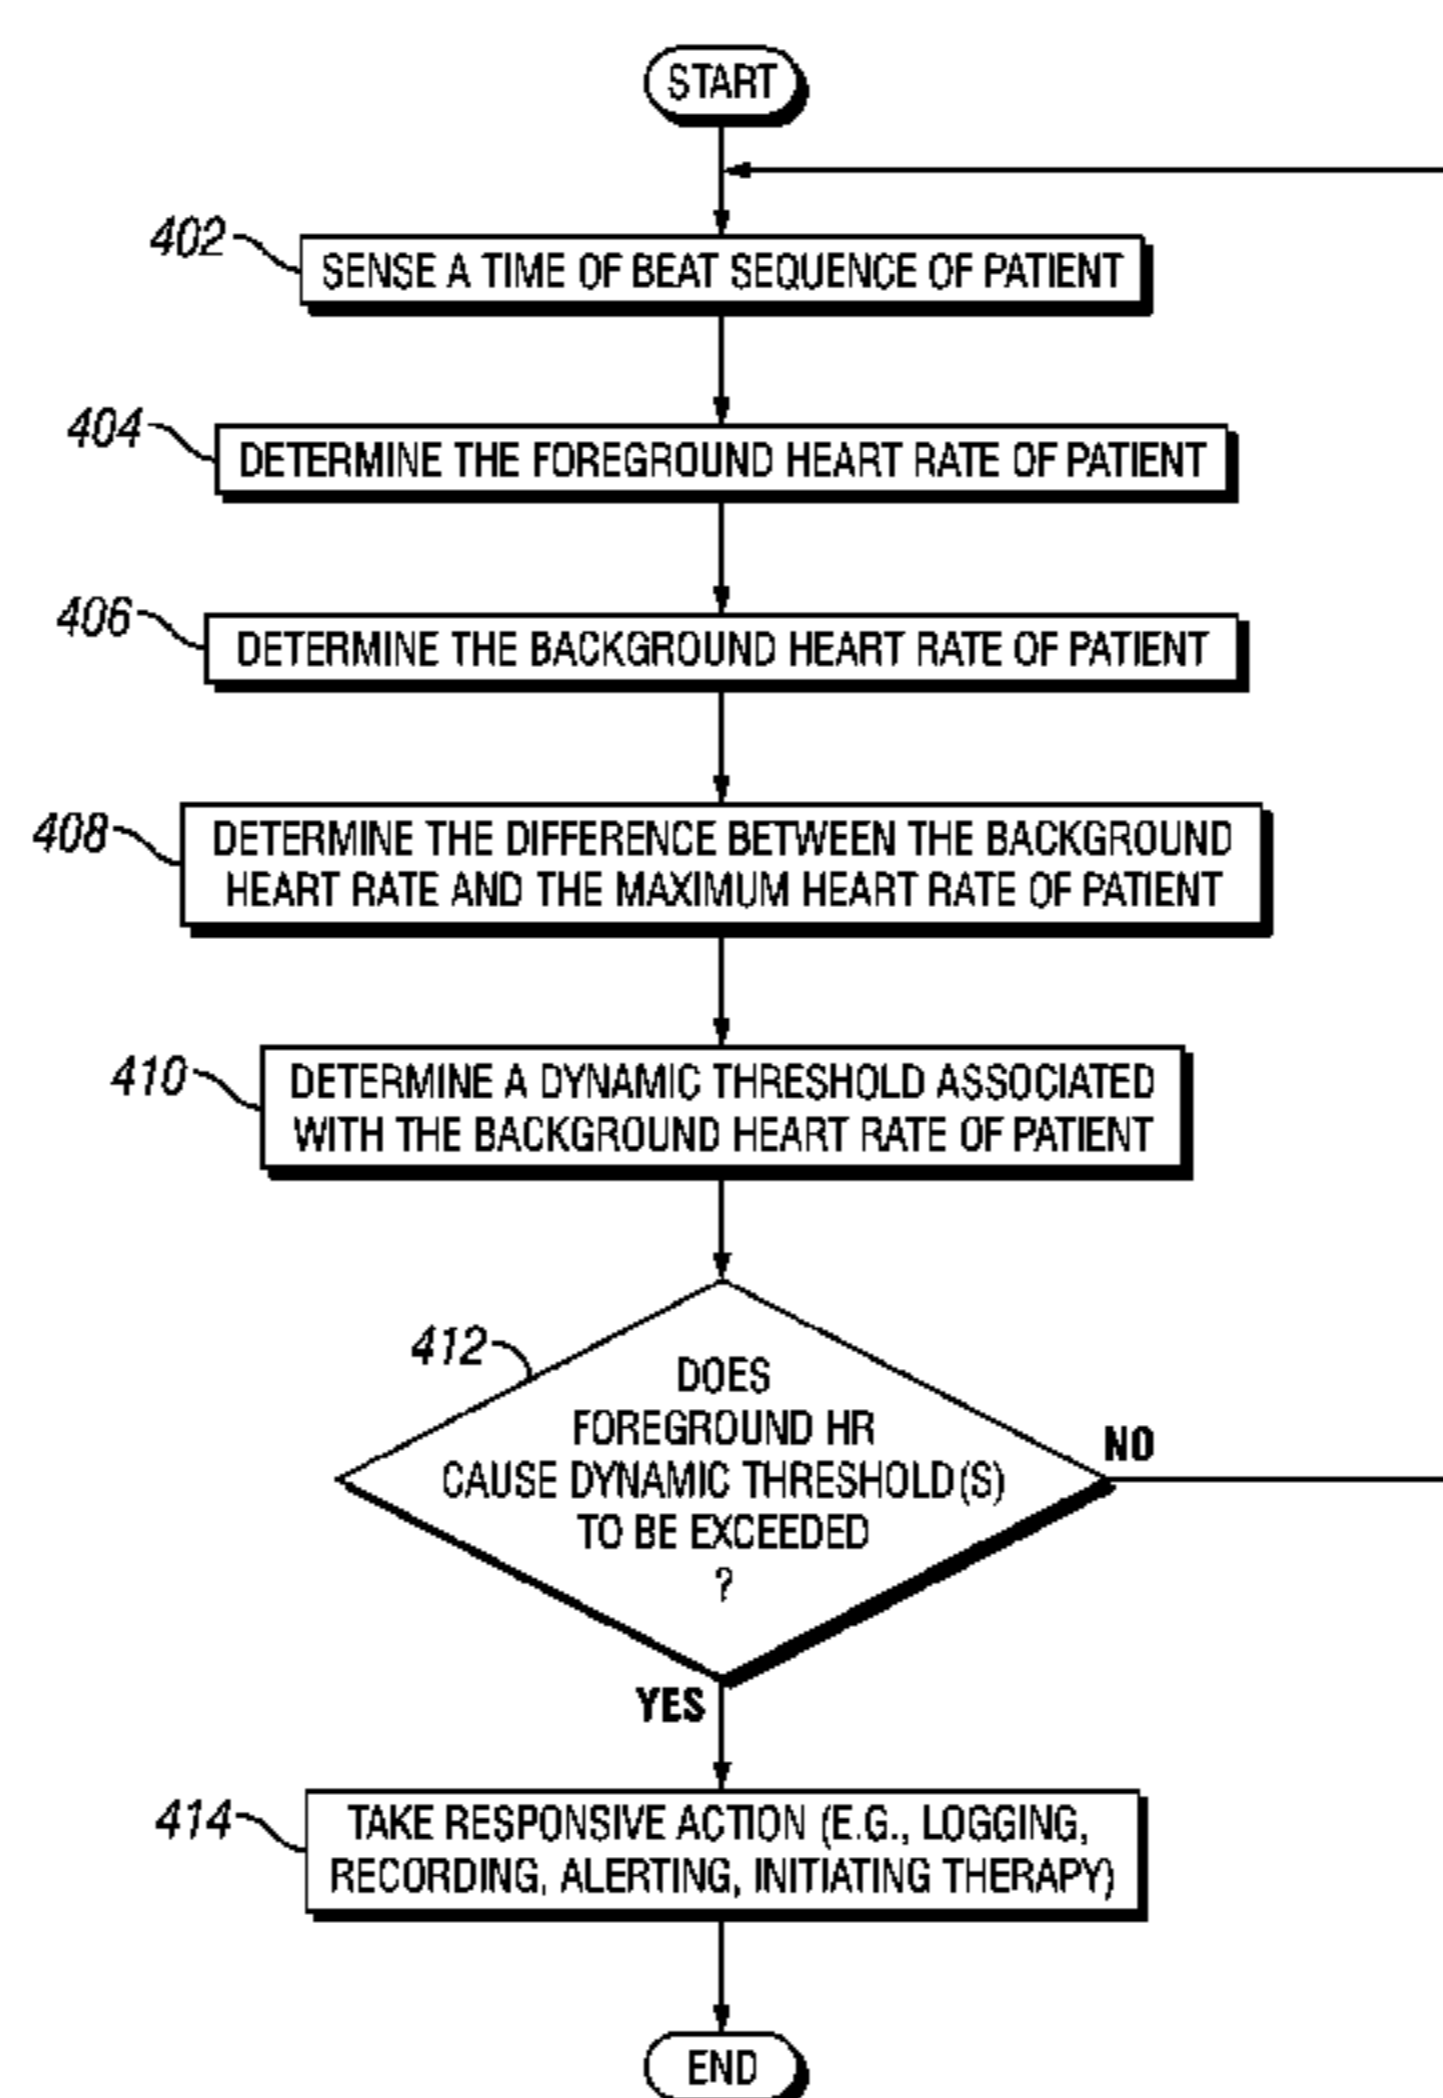 START
402
SENSE A TIME OF BEAT SEQUENCE OF PATIENT
404
DETERMINE THE FOREGROUND HEART RATE OF PATIENT
406
DETERMINE THE BACKGROUND HEART RATE OF PATIENT
408
DETERMINE THE DIFFERENCE BETWEEN THE BACKGROUND
HEART RATE AND THE MAXIMUM HEART RATE OF PATIENT
410
DETERMINE A DYNAMIC THRESHOLD ASSOCIATED
WITH THE BACKGROUND HEART RATE OF PATIENT
412
DOES
FOREGROUND HR
CAUSE DYNAMIC THRESHOLD(S)
TO BE EXCEEDED
?
NO
YES
414
TAKE RESPONSIVE ACTION (E.G., LOGGING,
RECORDING, ALERTING, INITIATING THERAPY)
END